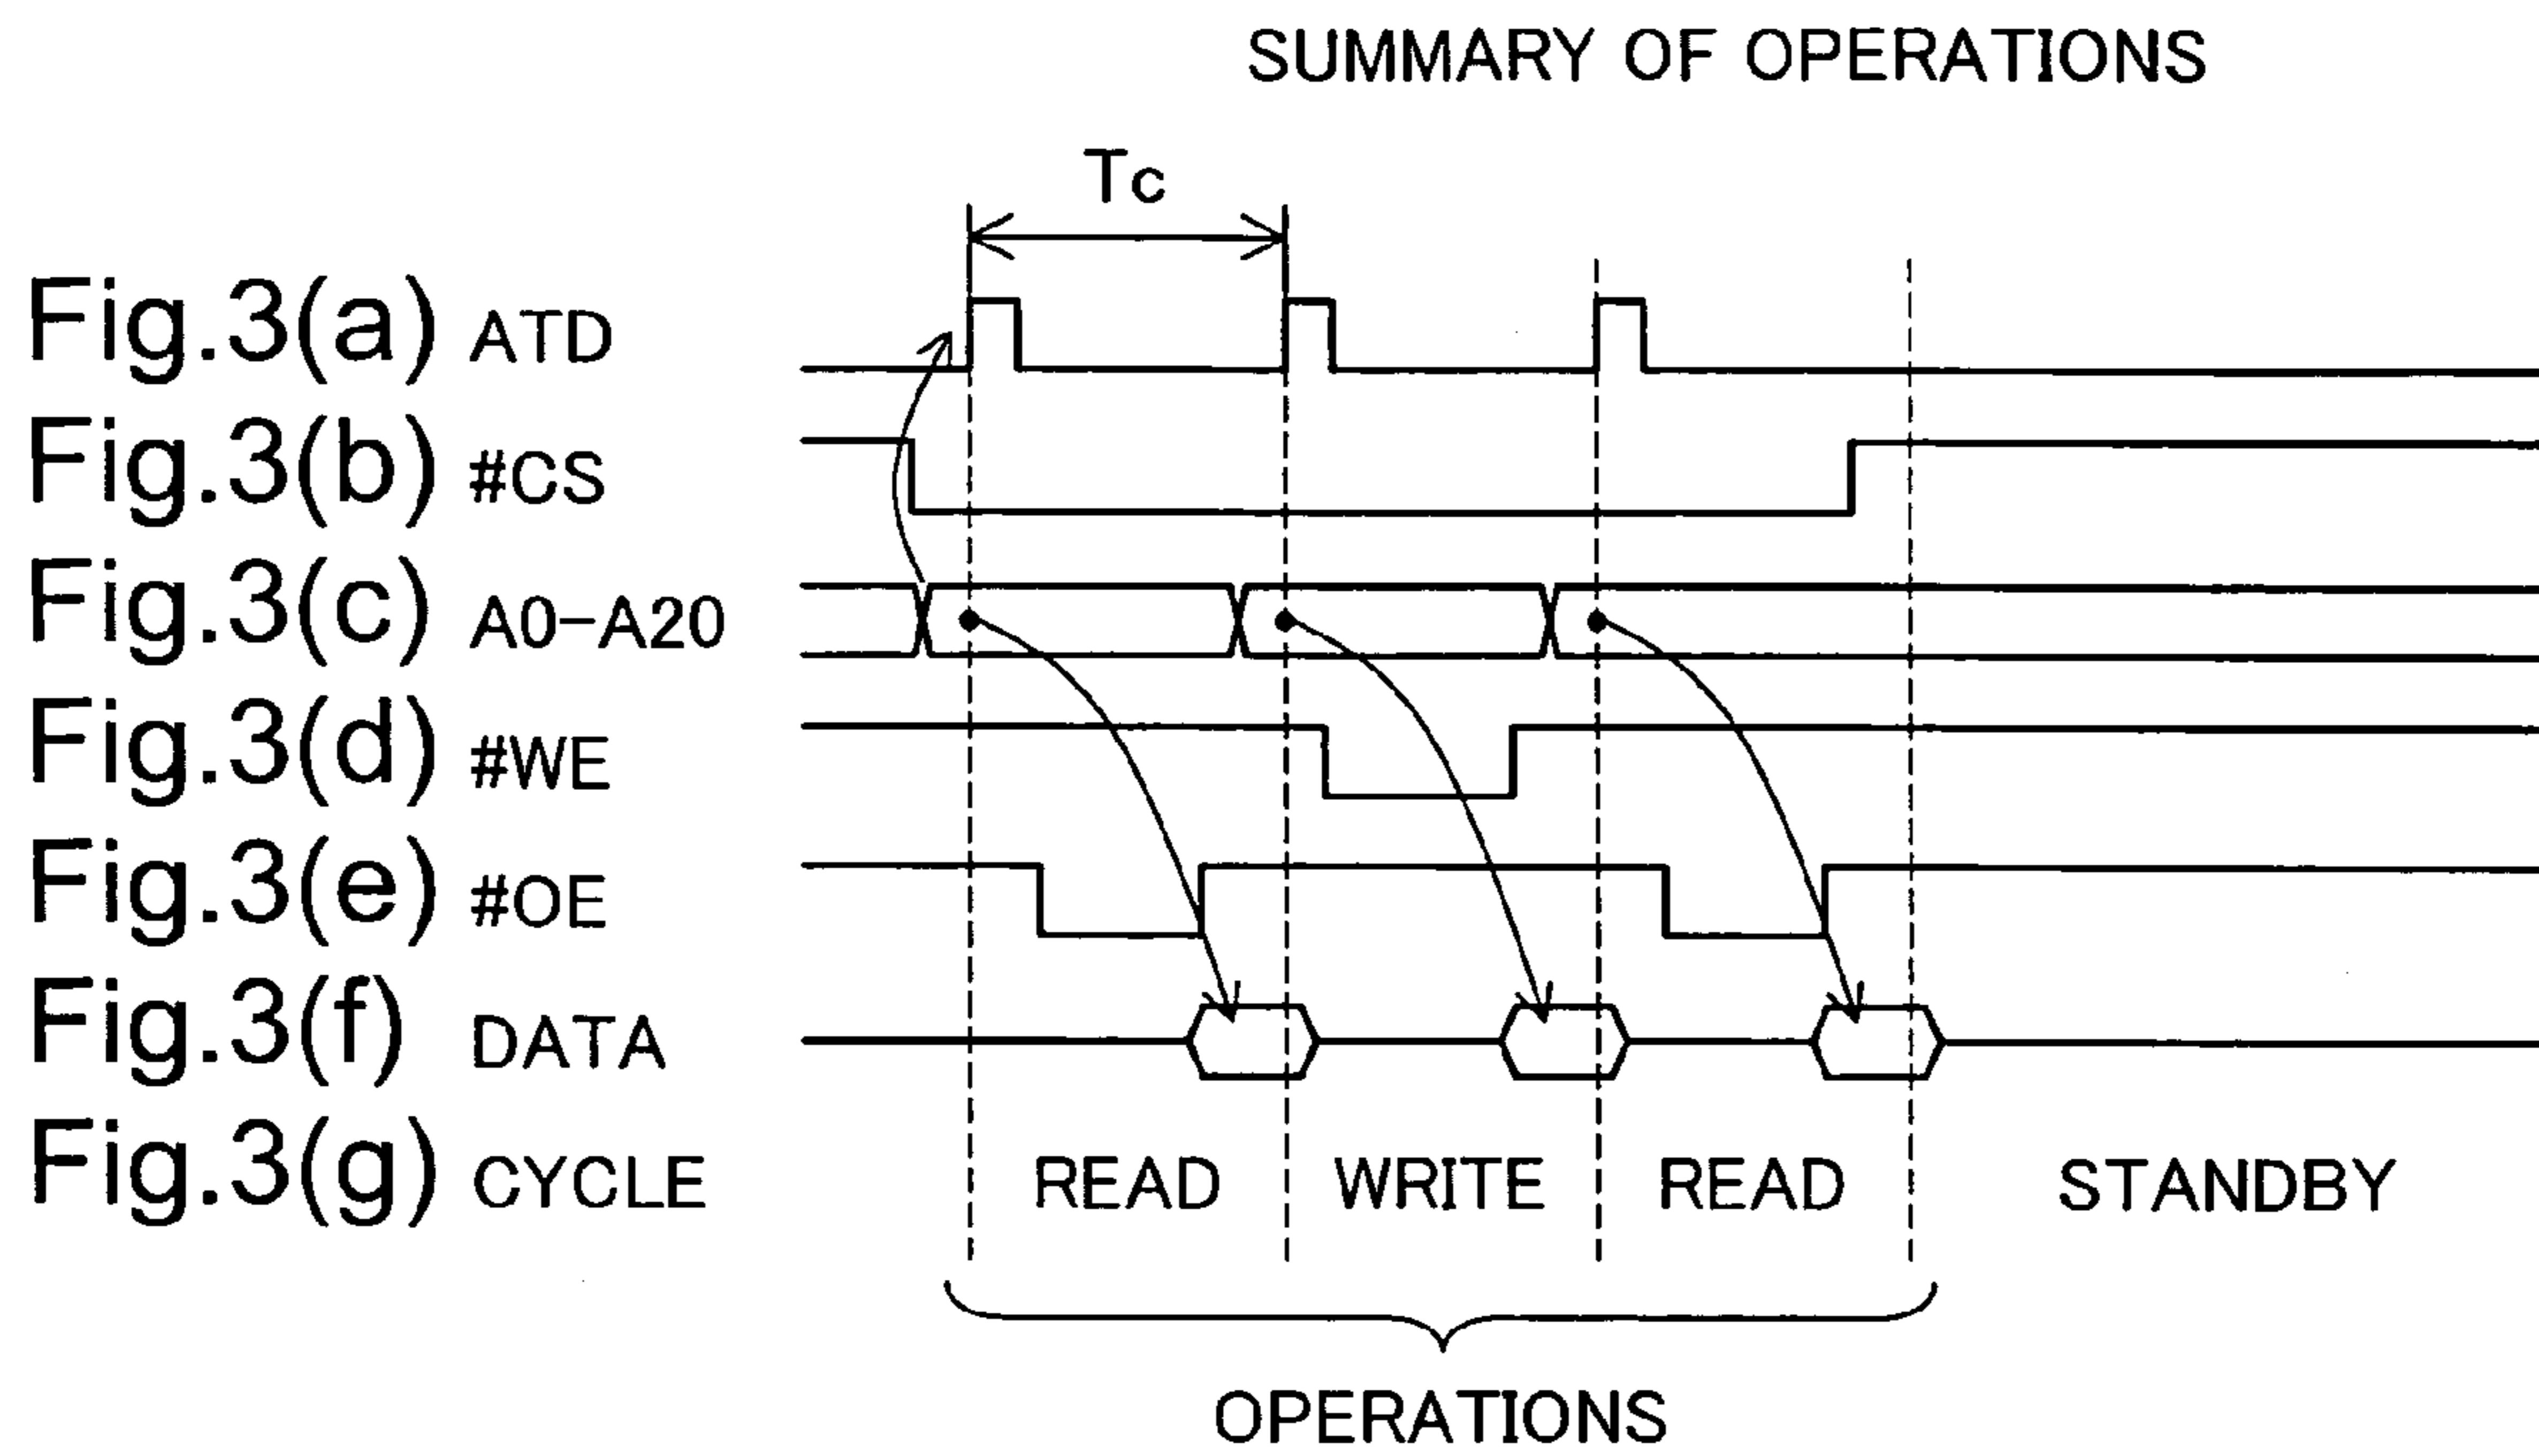 SUMMARY OF OPERATIONS
Tc
Fig.3(a) ATD
Fig.3(b) #CS
Fig.3(c) A0-A20
Fig.3(d) #WE
Fig.3(e) #OE
Fig.3(f) DATA
Fig.3(g) CYCLE READ WRITE READ STANDBY
OPERATIONS